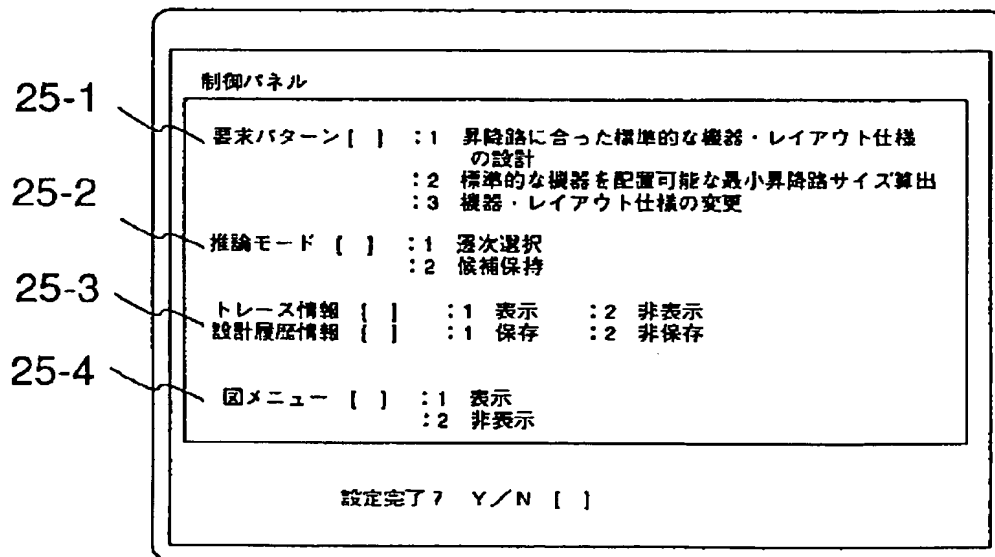 制御パネル
25-1
要求パターン [ ] :1 昇降路に合った標準的な機器・レイアウト仕様
の設計
:2 標準的な機器を配置可能な最小昇降路サイズ算出
25-2
:3 機器・レイアウト仕様の変更
推論モード [ ] :1 逐次選択
:2 候補保持
25-3
トレース情報 [ ] :1 表示 :2 非表示
設計履歴情報 [ ] :1 保存 :2 非保存
25-4
図メニュー [ ] :1 表示
:2 非表示
設定完了? Y/N [ ]